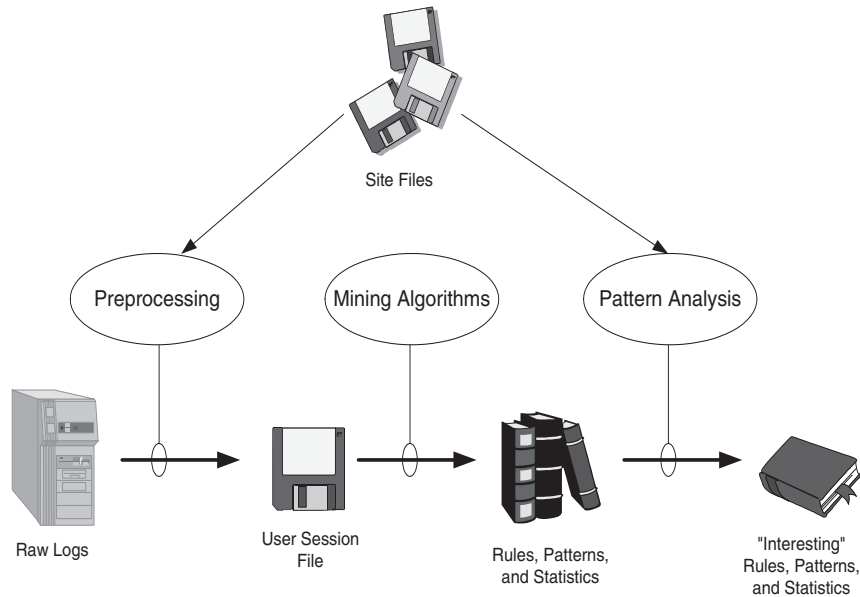 Site Files
Preprocessing
Mining Algorithms
Pattern Analysis
Raw Logs
User Session
File
Rules, Patterns,
and Statistics
"Interesting"
Rules, Patterns,
and Statistics